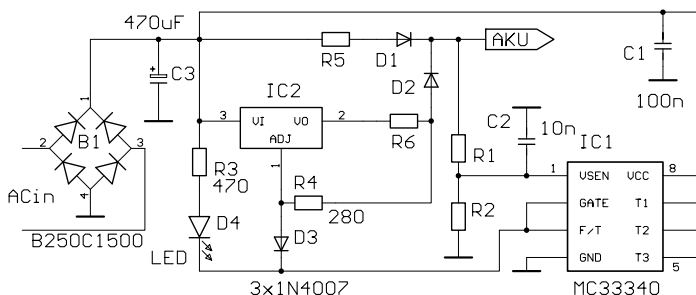 470uF
C3
R5
D1
AKU
C1
100n
D2
IC2
3
VI
VO
2
ADJ
R6
1
B1
1
2
3
4
ACin
B250C1500
R3
470
D4
LED
R4
280
D3
3x1N4007
R1
R2
C2
10n
IC1
1
VSEN
VCC
8
GATE
T1
F/T
T2
GND
T3
5
MC33340